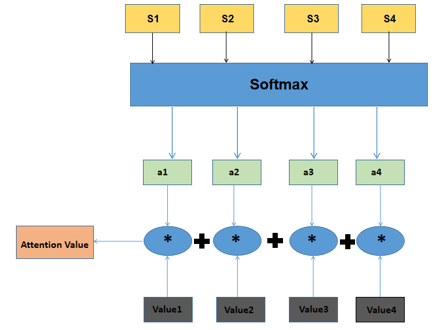 S1 S2 S3 S4
Softmax
a1 a2 a3 a4
Attention Value * + * + * + *
Value1 Value2 Value3 Value4